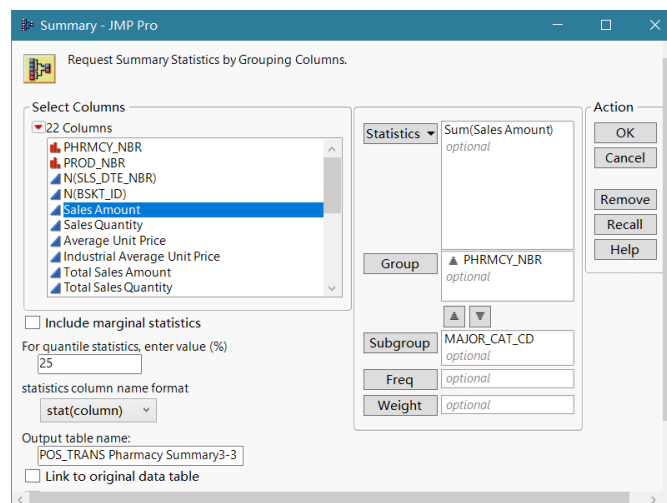 Summary - JMP Pro
Request Summary Statistics by Grouping Columns.
Select Columns
22 Columns
PHRMCY_NBR
PROD_NBR
N(SLS_DTE_NBR)
N(BSKT_ID)
Sales Amount
Sales Quantity
Average Unit Price
Industrial Average Unit Price
Total Sales Amount
Total Sales Quantity
Include marginal statistics
For quantile statistics, enter value (%)
25
statistics column name format
stat(column)
Output table name:
POS_TRANS Pharmacy Summary3-3
Link to original data table
Statistics
Sum(Sales Amount)
optional
Group
PHRMCY_NBR
optional
Subgroup
MAJOR_CAT_CD
optional
Freq
optional
Weight
optional
Action
OK
Cancel
Remove
Recall
Help